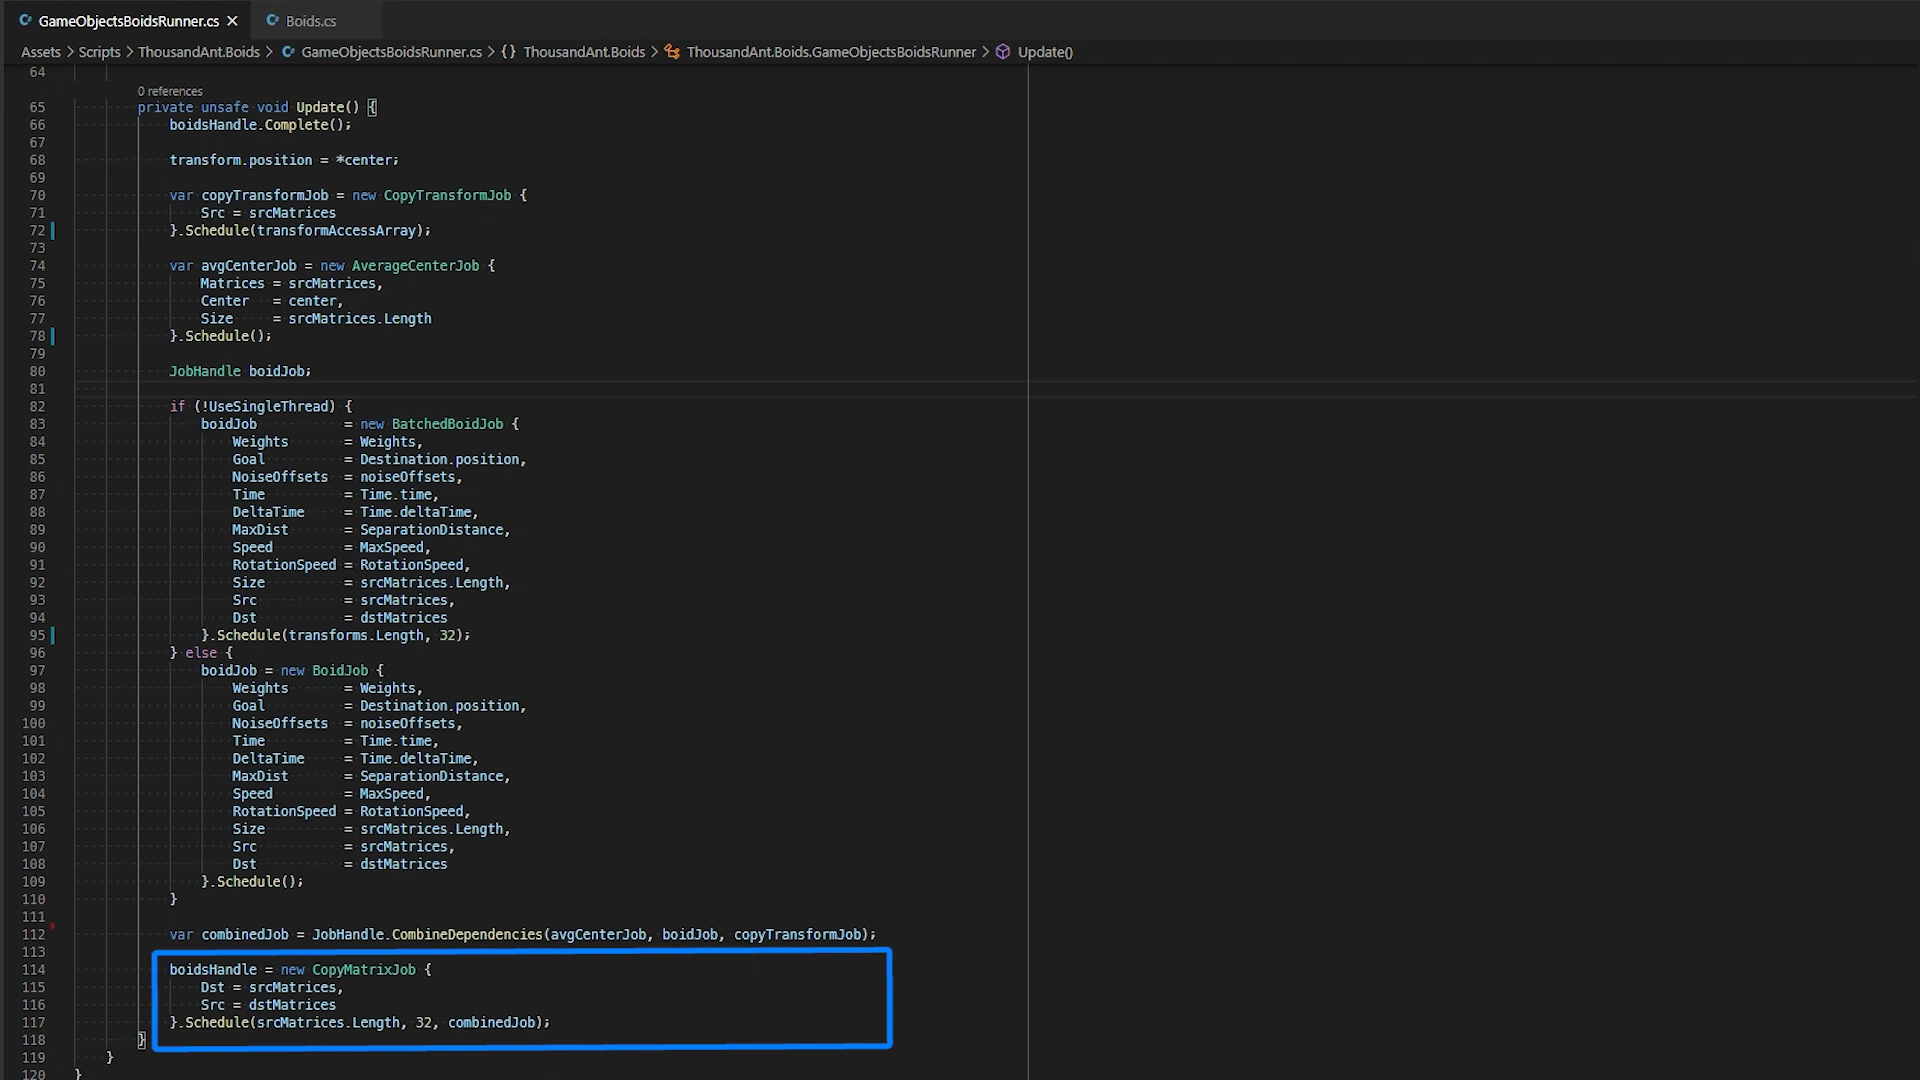 GameObjectsBoidsRunner.cs
Boids.cs
Assets > Scripts > ThousandAnt.Boids > GameObjectsBoidsRunner.cs > {} ThousandAnt.Boids > ThousandAnt.Boids.GameObjectsBoidsRunner > Update()
64
0 references
65 private unsafe void Update() {
66 boidsHandle.Complete();
67
68 transform.position = *center;
69
70 var copyTransformJob = new CopyTransformJob {
71 Src = srcMatrices
72 }.Schedule(transformAccessArray);
73
74 var avgCenterJob = new AverageCenterJob {
75 Matrices = srcMatrices,
76 Center = center,
77 Size = srcMatrices.Length
78 }.Schedule();
79
80 JobHandle boidJob;
81
82 if (!UseSingleThread) {
83 boidJob = new BatchedBoidJob {
84 Weights = Weights,
85 Goal = Destination.position,
86 NoiseOffsets = noiseOffsets,
87 Time = Time.time,
88 DeltaTime = Time.deltaTime,
89 MaxDist = SeparationDistance,
90 Speed = MaxSpeed,
91 RotationSpeed = RotationSpeed,
92 Size = srcMatrices.Length,
93 Src = srcMatrices,
94 Dst = dstMatrices
95 }.Schedule(transforms.Length, 32);
96 } else {
97 boidJob = new BoidJob {
98 Weights = Weights,
99 Goal = Destination.position,
100 NoiseOffsets = noiseOffsets,
101 Time = Time.time,
102 DeltaTime = Time.deltaTime,
103 MaxDist = SeparationDistance,
104 Speed = MaxSpeed,
105 RotationSpeed = RotationSpeed,
106 Size = srcMatrices.Length,
107 Src = srcMatrices,
108 Dst = dstMatrices
109 }.Schedule();
110 }
111
112 var combinedJob = JobHandle.CombineDependencies(avgCenterJob, boidJob, copyTransformJob);
113
114 boidsHandle = new CopyMatrixJob {
115 Dst = srcMatrices,
116 Src = dstMatrices
117 }.Schedule(srcMatrices.Length, 32, combinedJob);
118 }
119 }
120 }